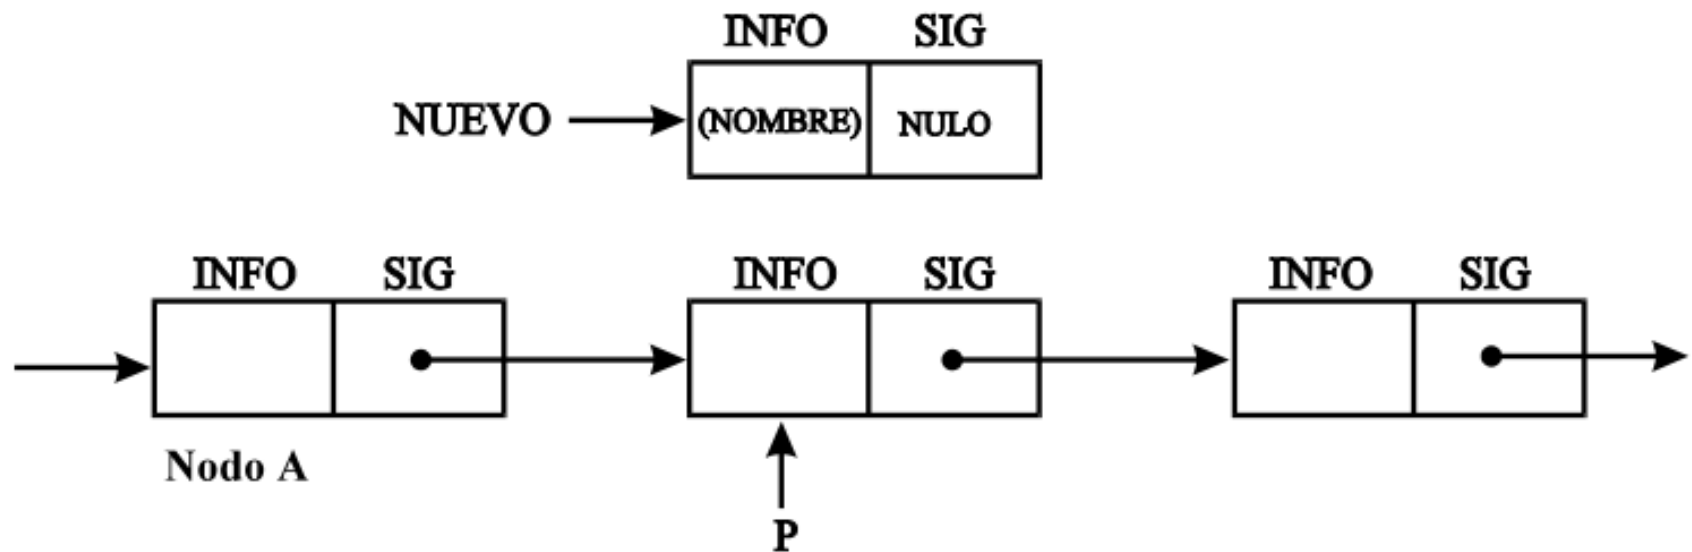 INFO SIG
NUEVO (NOMBRE) NULO
INFO SIG INFO SIG INFO SIG
Nodo A
P